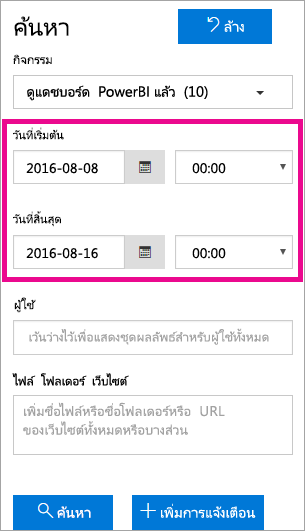 ค้นหา
ล้าง
กิจกรรม
ดูแดชบอร์ด PowerBI แล้ว (10)
วันที่เริ่มต้น
2016-08-08
00:00
วันที่สิ้นสุด
2016-08-16
00:00
ผู้ใช้
เว้นว่างไว้เพื่อแสดงชุดผลลัพธ์สำหรับผู้ใช้ทั้งหมด
ไฟล์ โฟลเดอร์ เว็บไซต์
เพิ่มชื่อไฟล์หรือชื่อโฟลเดอร์หรือ URL
ของเว็บไซต์ทั้งหมดหรือบางส่วน
ค้นหา
เพิ่มการแจ้งเตือน